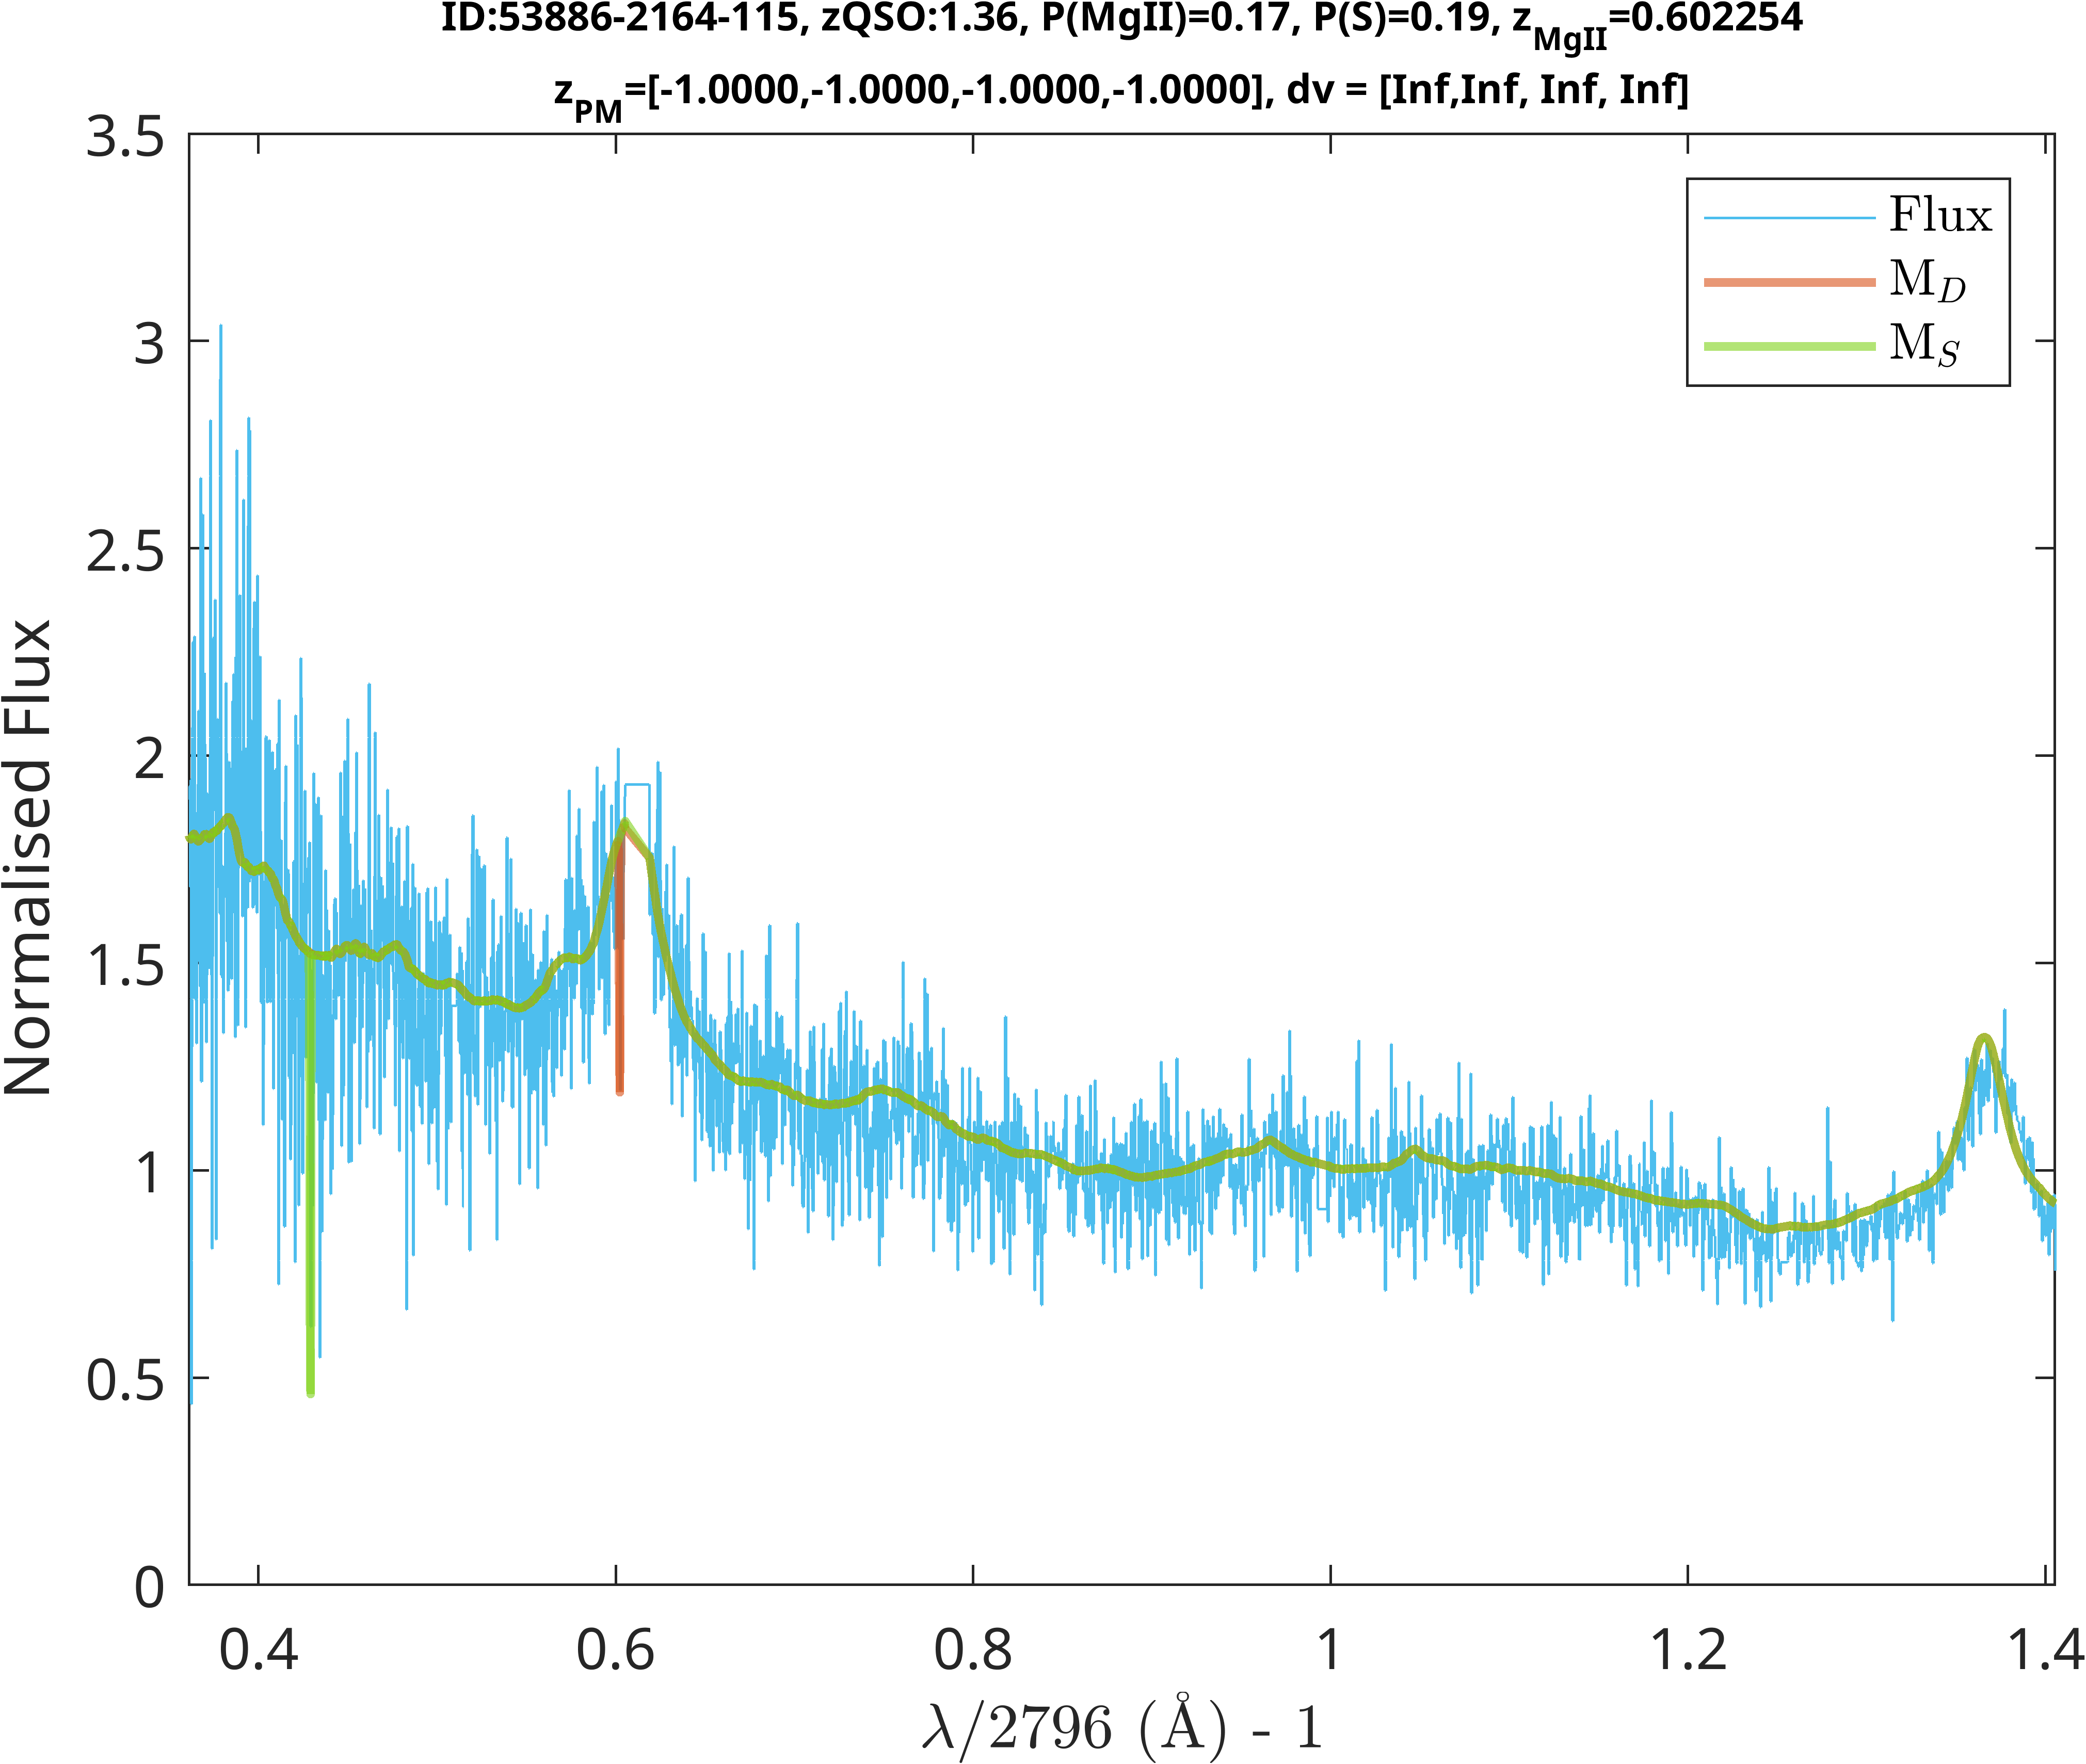 ID:53886-2164-115, zQSO:1.36, P(MgII)=0.17, P(S)=0.19, zMgII=0.602254
zPM=[-1.0000,-1.0000,-1.0000,-1.0000], dv = [Inf,Inf, Inf, Inf]
3.5
3
2.5
2
1.5
1
0.5
0
Normalised Flux
Flux
MD
MS
0.4 0.6 0.8 1 1.2 1.4
λ/2796 (Å) - 1